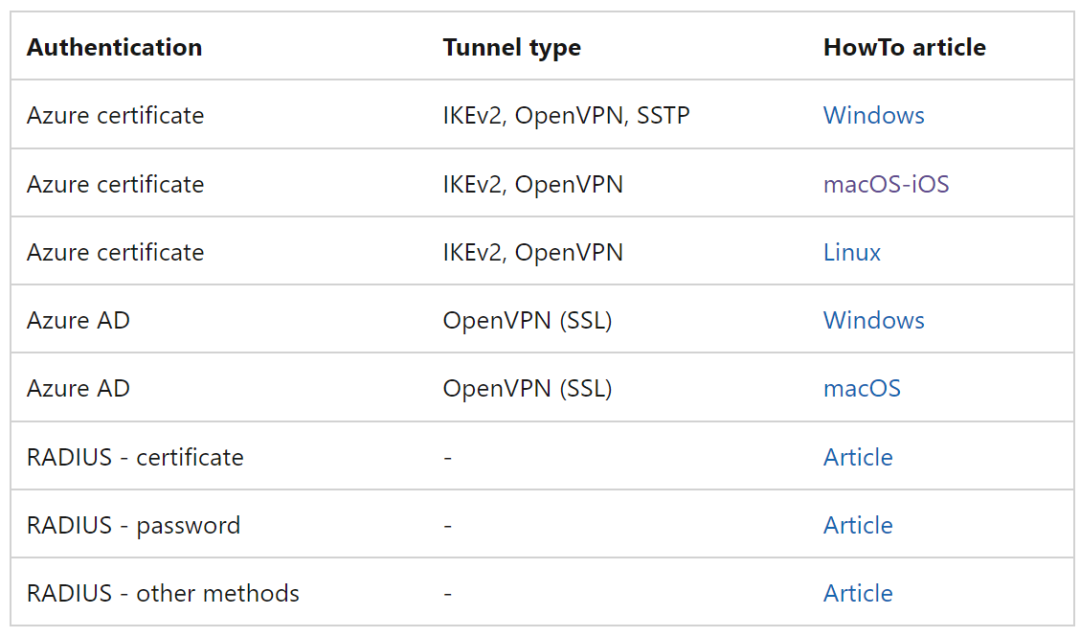 Authentication Tunnel type HowTo article
Azure certificate IKEv2, OpenVPN, SSTP Windows
Azure certificate IKEv2, OpenVPN macOS-iOS
Azure certificate IKEv2, OpenVPN Linux
Azure AD OpenVPN (SSL) Windows
Azure AD OpenVPN (SSL) macOS
RADIUS - certificate - Article
RADIUS - password - Article
RADIUS - other methods - Article